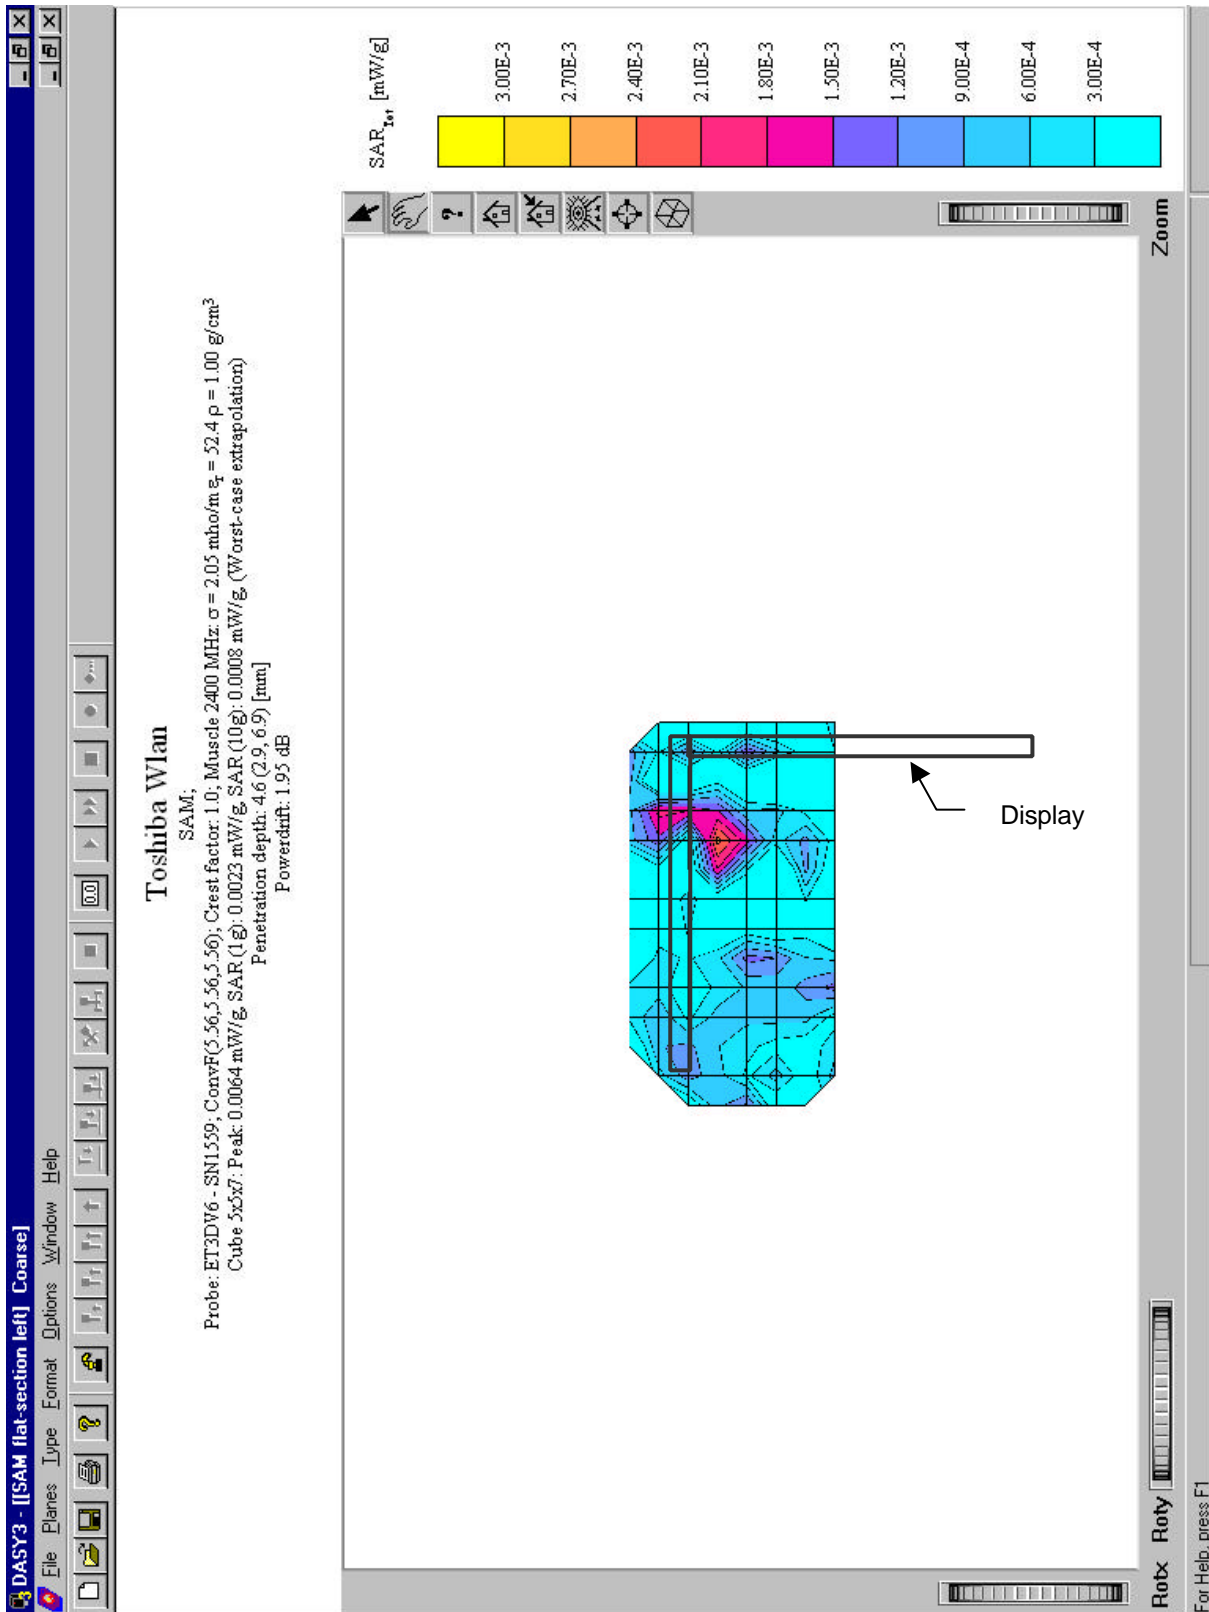 DASY3 - [[SAM flat-section left]  Coarse]
File Planes Type Format Options Window Help
0.0
Toshiba Wlan
SAM;
Probe: ET3DV6 - SN1559; ConvF(5.56,5.56,5.56); Crest factor: 1.0; Muscle 2400 MHz: σ = 2.05 mho/m εr = 52.4 ρ = 1.00 g/cm³
Cube 5x5x7: Peak: 0.0064 mW/g, SAR (1g): 0.0023 mW/g, SAR (10g): 0.0008 mW/g, (Worst-case extrapolation)
Penetration depth: 4.6 (2.9, 6.9) [mm]
Powerdrift: 1.95 dB
SARTot [mW/g]
3.00E-3
2.70E-3
2.40E-3
2.10E-3
1.80E-3
1.50E-3
1.20E-3
9.00E-4
6.00E-4
3.00E-4
Display
Rotx Roty Zoom
For Help, press F1